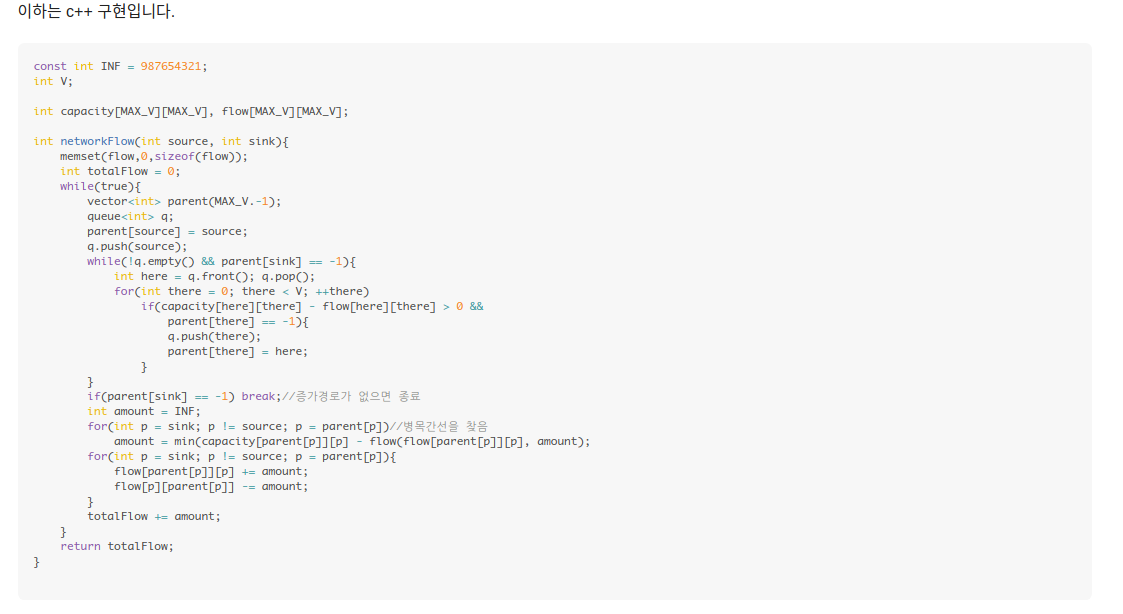 이하는 c++ 구현입니다.
const int INF = 987654321;
int V;
int capacity[MAX_V][MAX_V], flow[MAX_V][MAX_V];
int networkFlow(int source, int sink){
    memset(flow,0,sizeof(flow));
    int totalFlow = 0;
    while(true){
        vector<int> parent(MAX_V.-1);
        queue<int> q;
        parent[source] = source;
        q.push(source);
        while(!q.empty() && parent[sink] == -1){
            int here = q.front(); q.pop();
            for(int there = 0; there < V; ++there)
                if(capacity[here][there] - flow[here][there] > 0 &&
                    parent[there] == -1){
                    q.push(there);
                    parent[there] = here;
                }
        }
        if(parent[sink] == -1) break;//증가경로가 없으면 종료
        int amount = INF;
        for(int p = sink; p != source; p = parent[p])//병목간선을 찾음
            amount = min(capacity[parent[p]][p] - flow(flow[parent[p]][p], amount);
        for(int p = sink; p != source; p = parent[p]){
            flow[parent[p]][p] += amount;
            flow[p][parent[p]] -= amount;
        }
        totalFlow += amount;
    }
    return totalFlow;
}